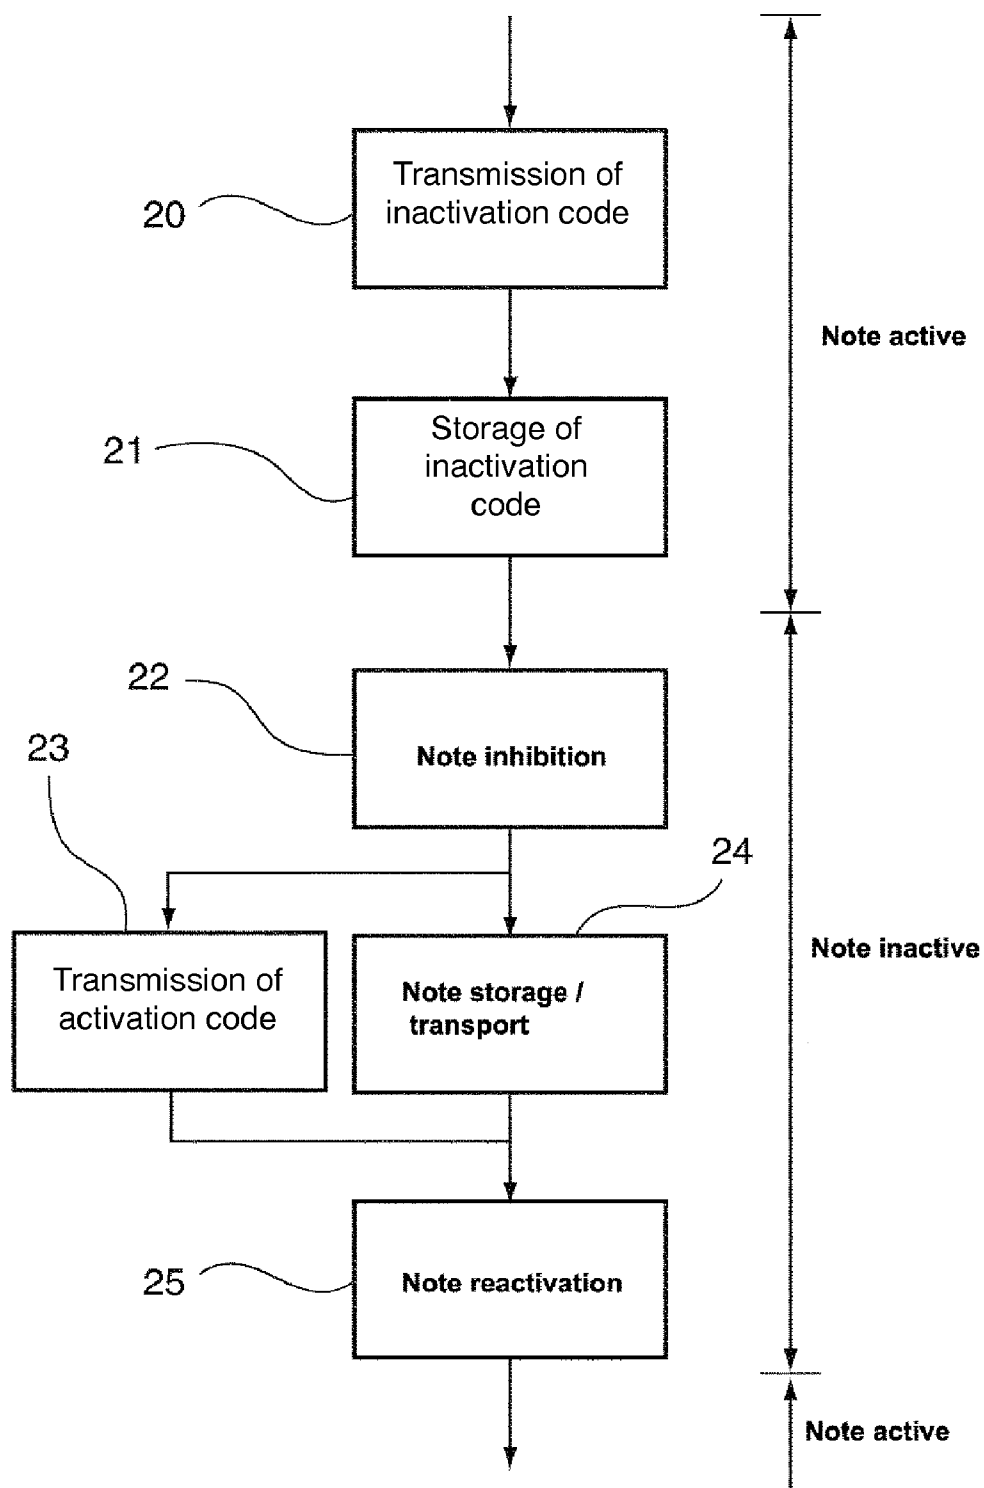 Transmission of
inactivation code
20
Note active
Storage of
inactivation
code
21
22
Note inhibition
23
24
Transmission of
activation code
Note storage /
transport
Note inactive
25
Note reactivation
Note active